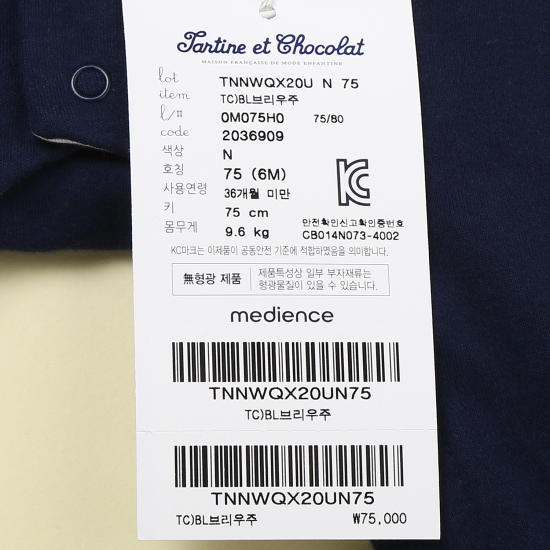 Tartine et Chocolat
MAISON FRANÇAISE DE MODE ENFANTINE
lot TNNWQX20U N 75
item TC)BL브리우주
l/# 0M075H0 75/80
code 2036909
색상 N
호칭 75 (6M)
사용연령 36개월 미만
키 75 cm
몸무게 9.6 kg
안전확인신고확인증번호
CB014N073-4002
KC마크는 이제품이 공동안전 기준에 적합하였음을 의미합니다.
無형광 제품 제품특성상 일부 부자재류는
형광물질이 있을 수 있습니다.
medience
TNNWQX20UN75
TC)BL브리우주
TNNWQX20UN75
TC)BL브리우주 ₩75,000